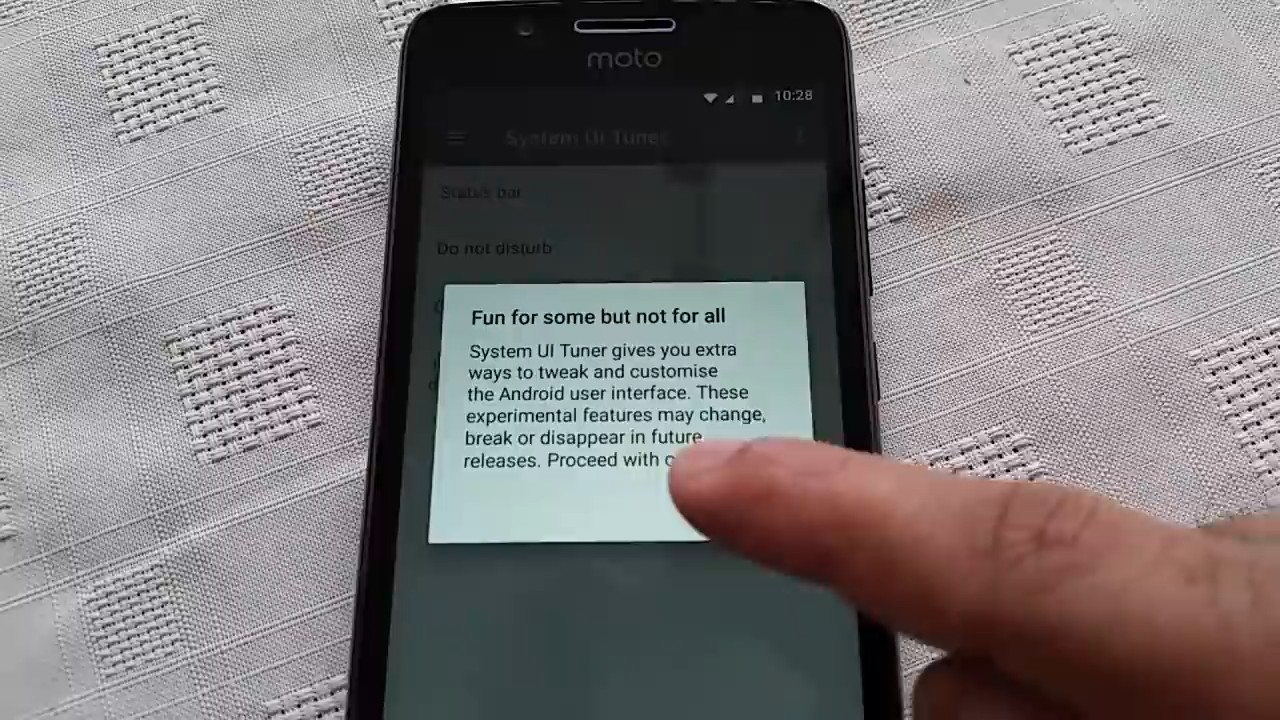 moto
10:28
System UI Tuner
Status bar
Do not disturb
Fun for some but not for all
System UI Tuner gives you extra
ways to tweak and customise
the Android user interface. These
experimental features may change,
break or disappear in future
releases. Proceed with